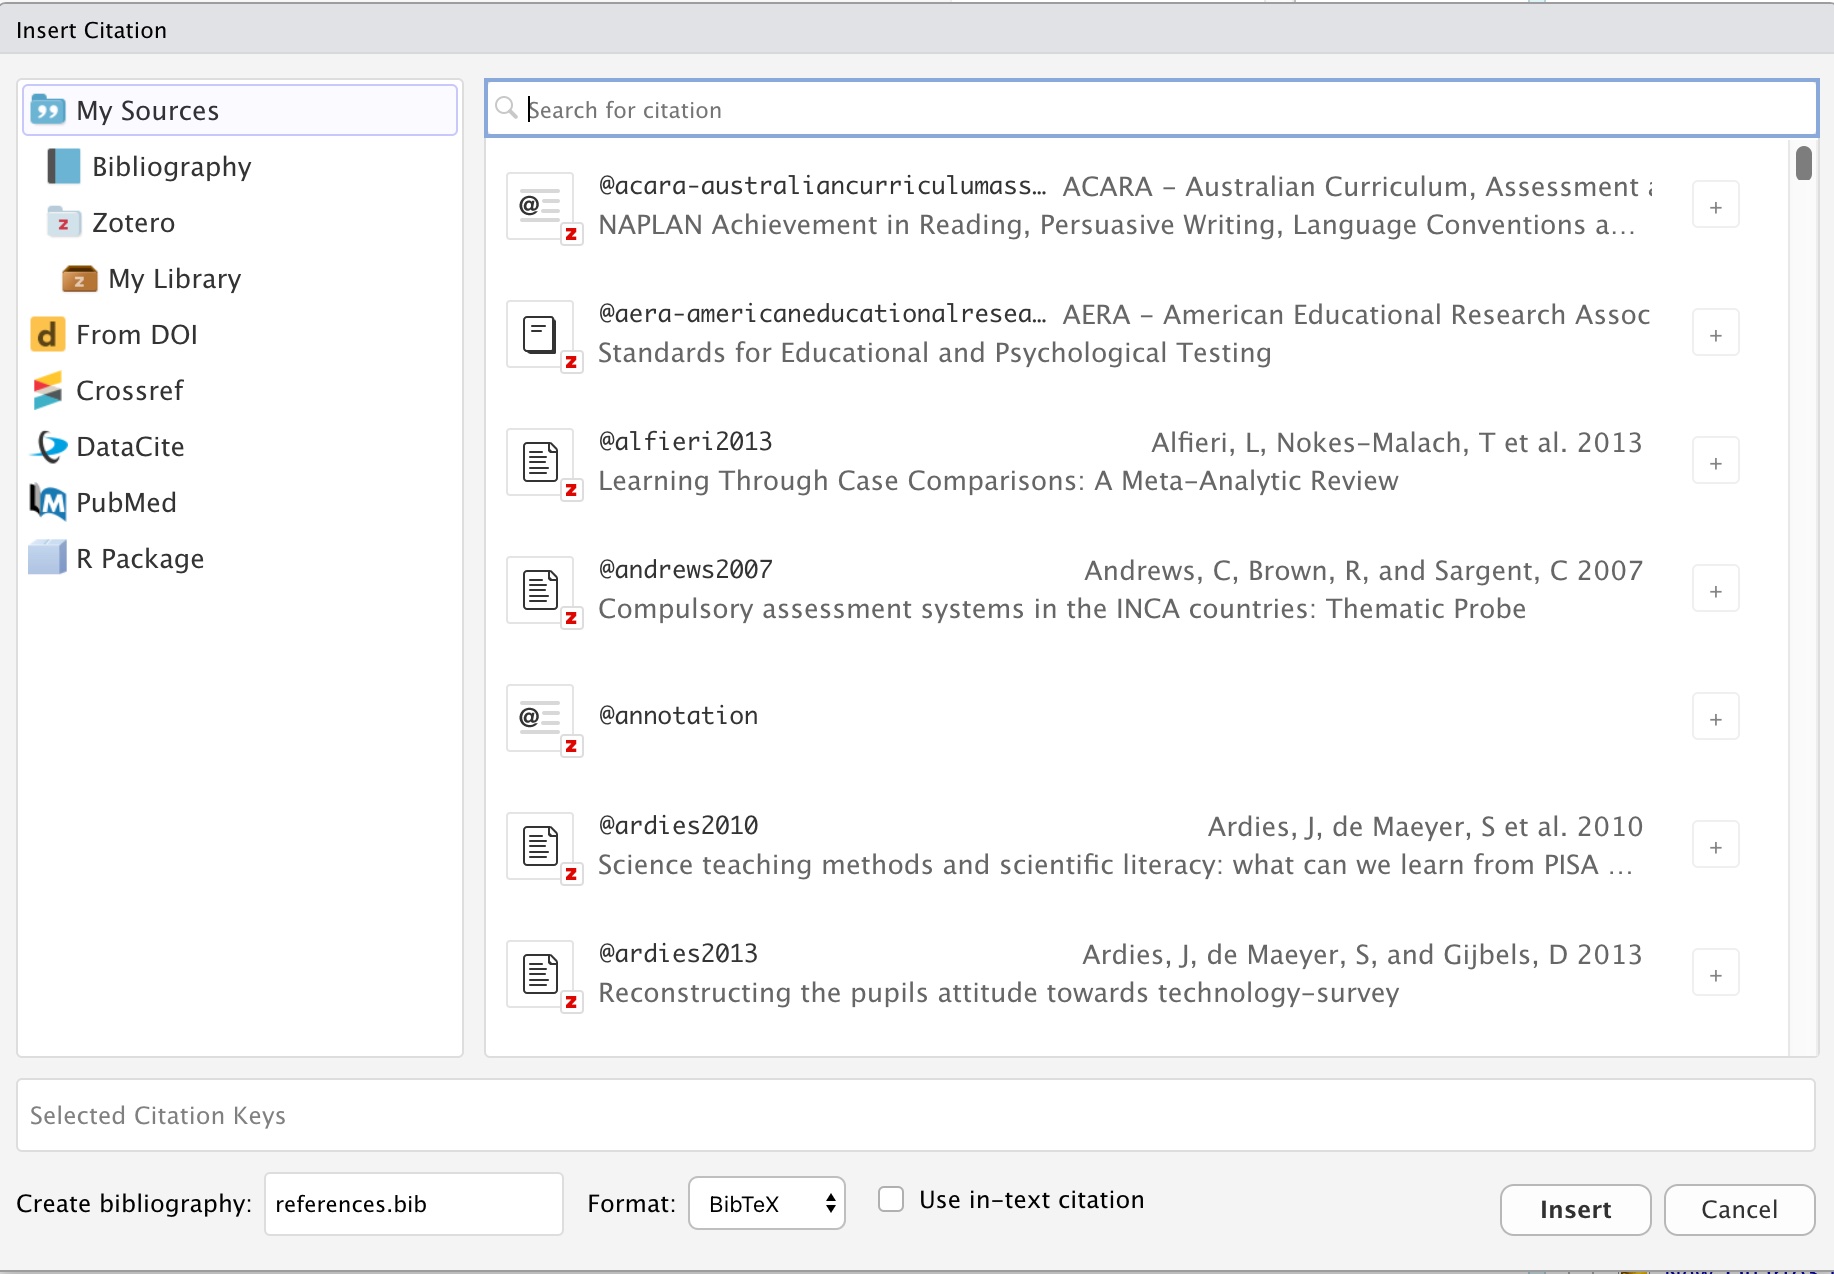 Insert Citation
My Sources
Bibliography
Zotero
My Library
From DOI
Crossref
DataCite
PubMed
R Package
Search for citation
@acara-australiancurriculumass… ACARA – Australian Curriculum, Assessment
NAPLAN Achievement in Reading, Persuasive Writing, Language Conventions a…
@aera-americaneducationalresea… AERA – American Educational Research Assoc
Standards for Educational and Psychological Testing
@alfieri2013 Alfieri, L, Nokes-Malach, T et al. 2013
Learning Through Case Comparisons: A Meta-Analytic Review
@andrews2007 Andrews, C, Brown, R, and Sargent, C 2007
Compulsory assessment systems in the INCA countries: Thematic Probe
@annotation
@ardies2010 Ardies, J, de Maeyer, S et al. 2010
Science teaching methods and scientific literacy: what can we learn from PISA …
@ardies2013 Ardies, J, de Maeyer, S, and Gijbels, D 2013
Reconstructing the pupils attitude towards technology-survey
Selected Citation Keys
Create bibliography: references.bib Format: BibTeX Use in-text citation Insert Cancel